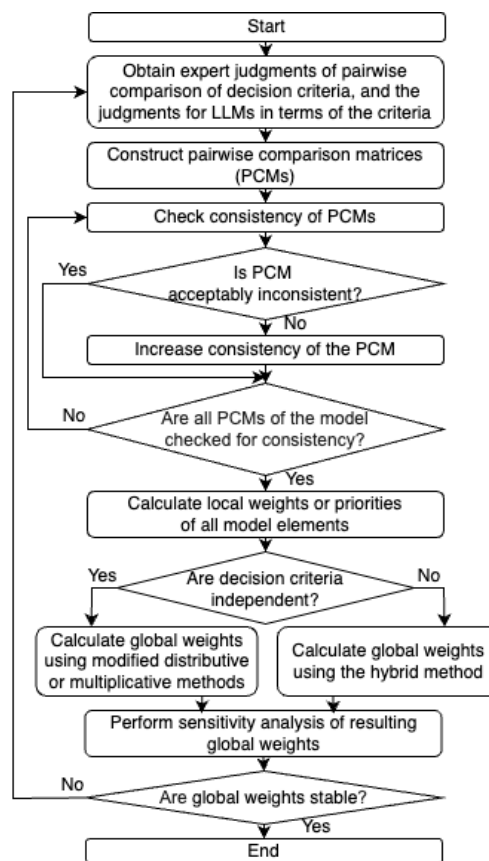 Start
Obtain expert judgments of pairwise
comparison of decision criteria, and the
judgments for LLMs in terms of the criteria
Construct pairwise comparison matrices
(PCMs)
Check consistency of PCMs
Yes
Is PCM
acceptably inconsistent?
No
Increase consistency of the PCM
No
Are all PCMs of the model
checked for consistency?
Yes
Calculate local weights or priorities
of all model elements
Yes
Are decision criteria
independent?
No
Calculate global weights
using modified distributive
or multiplicative methods
Calculate global weights
using the hybrid method
Perform sensitivity analysis of resulting
global weights
No
Are global weights stable?
Yes
End